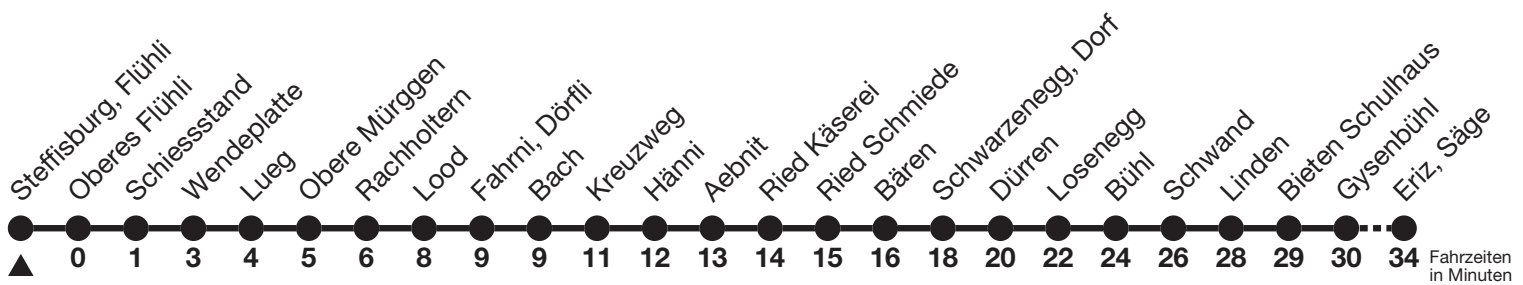 Steffisburg, Flühli
Oberes Flühli
Schiessstand
Wendeplatte
Lueg
Obere Mürggen
Rachholtern
Lood
Fahrni, Dörfli
Bach
Kreuzweg
Hänni
Aebnit
Ried Käserei
Ried Schmiede
Bären
Schwarzenegg, Dorf
Dürren
Losenegg
Bühl
Schwand
Linden
Bieten Schulhaus
Gysenbühl
Eriz, Säge
0 1 3 4 5 6 8 9 9 11 12 13 14 15 16 18 20 22 24 26 28 29 30 34 Fahrzeiten
in Minuten